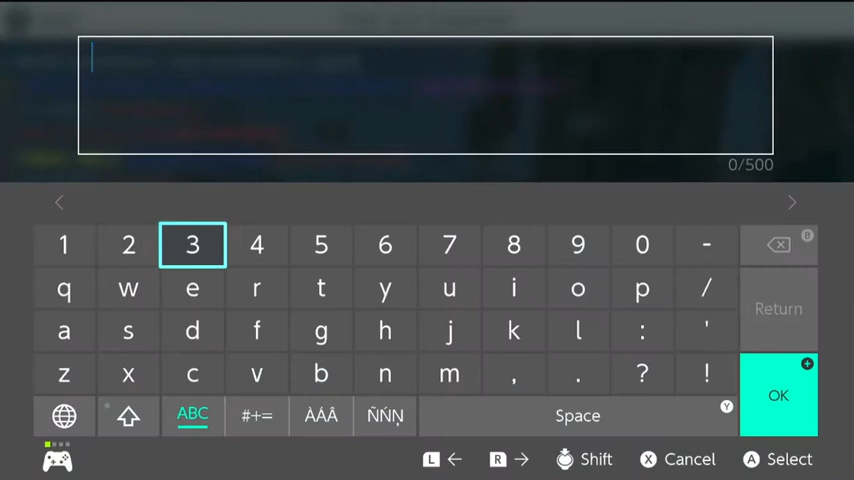 0/500
1 2 3 4 5 6 7 8 9 0 -
q w e r t y u i o p / Return
a s d f g h j k l : '
z x c v b n m , . ? ! OK
ABC #+= ÀÁÂ ÑŃŅ Space Y
L ← R → Shift X Cancel A Select